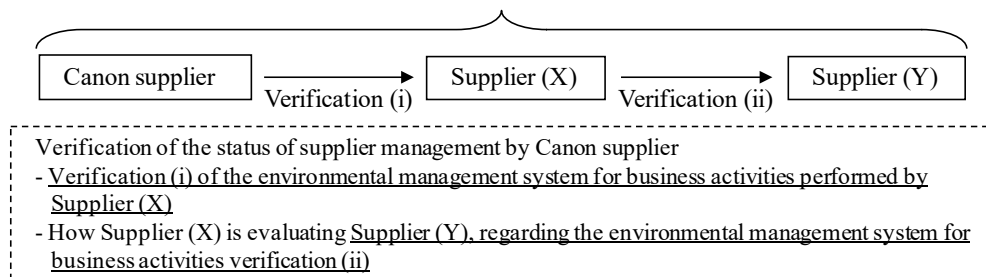 Canon supplier
Supplier (X)
Supplier (Y)
Verification (i)
Verification (ii)
Verification of the status of supplier management by Canon supplier
- Verification (i) of the environmental management system for business activities performed by
Supplier (X)
- How Supplier (X) is evaluating Supplier (Y), regarding the environmental management system for
business activities verification (ii)